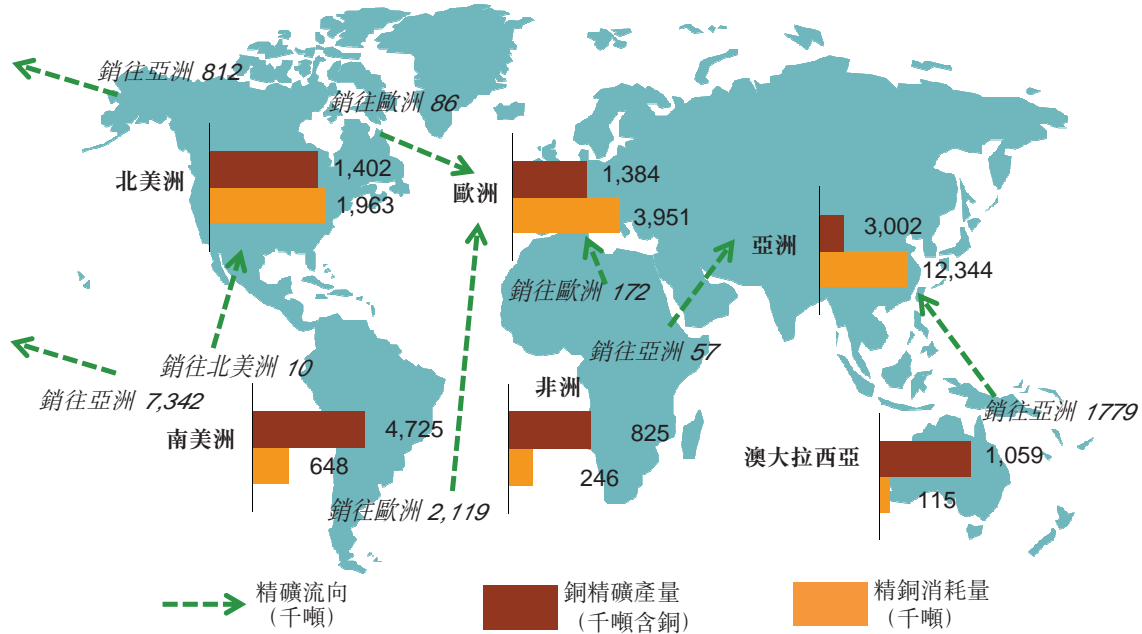 銷往亞洲 812
銷往歐洲 86
北美洲
1,402
1,963
歐洲
1,384
3,951
亞洲
3,002
12,344
銷往歐洲 172
銷往亞洲 57
銷往北美洲 10
銷往亞洲 7,342
非洲
銷往亞洲 1779
南美洲
4,725
648
825
246
澳大拉西亞
1,059
115
銷往歐洲 2,119
精礦流向
(千噸)
銅精礦產量
(千噸含銅)
精銅消耗量
(千噸)